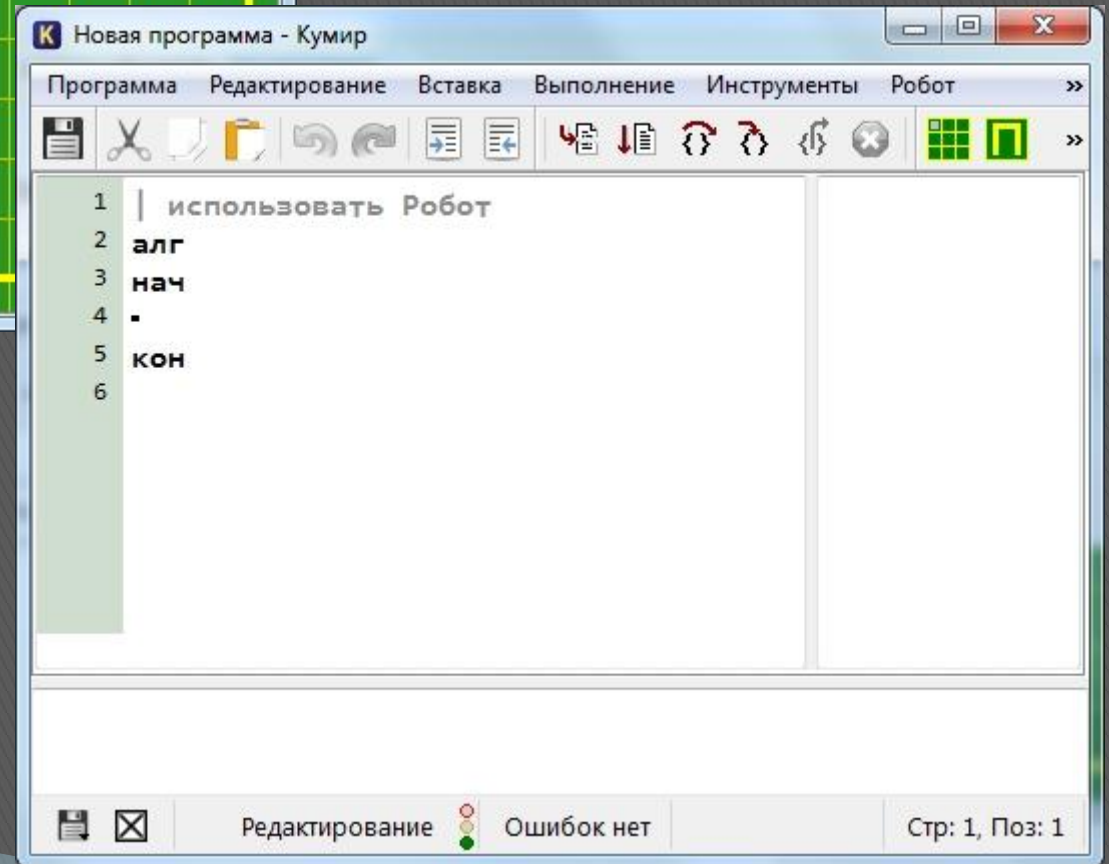 Новая программа - Кумир
Программа Редактирование Вставка Выполнение Инструменты Робот »
»
1 | использовать Робот
2 алг
3 нач
4 -
5 кон
6
Редактирование Ошибок нет Стр: 1, Поз: 1